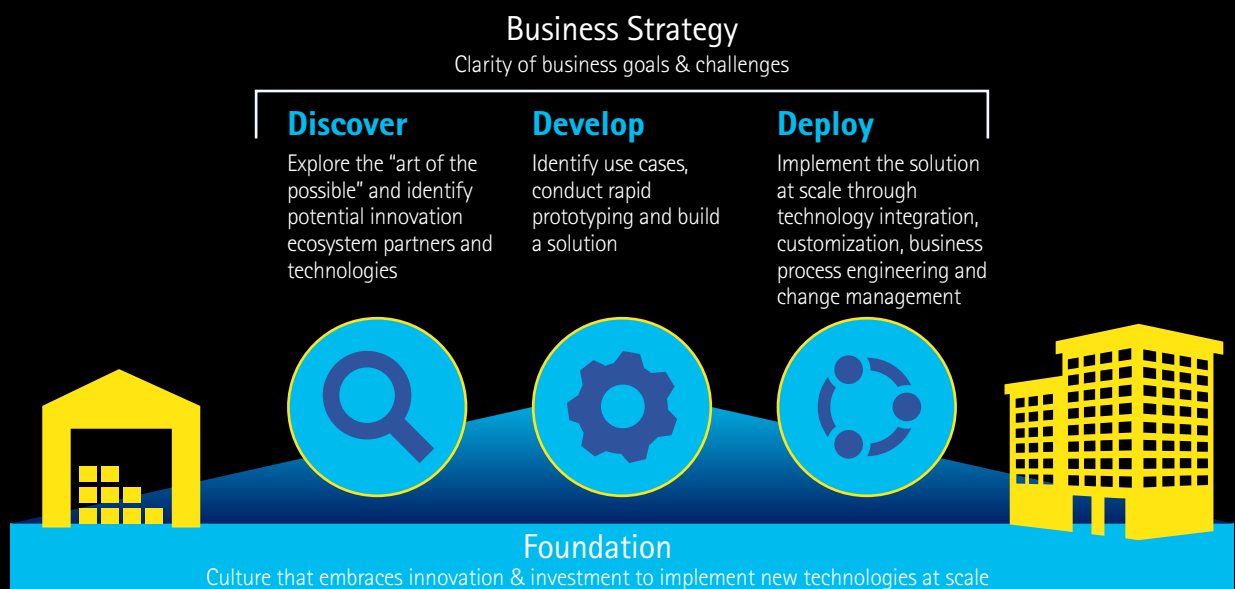 Business Strategy
Clarity of business goals & challenges
Discover
Explore the "art of the
possible" and identify
potential innovation
ecosystem partners and
technologies
Develop
Identify use cases,
conduct rapid
prototyping and build
a solution
Deploy
Implement the solution
at scale through
technology integration,
customization, business
process engineering and
change management
Foundation
Culture that embraces innovation & investment to implement new technologies at scale